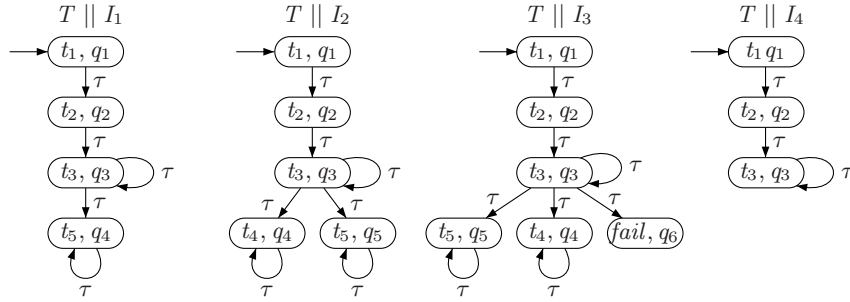 T || I₁ T || I₂ T || I₃ T || I₄
t₁, q₁ t₁, q₁ t₁, q₁ t₁ q₁
τ τ τ τ
t₂, q₂ t₂, q₂ t₂, q₂ t₂, q₂
τ τ τ τ
t₃, q₃ τ t₃, q₃ τ t₃, q₃ τ t₃, q₃ τ
τ τ τ τ τ τ
t₅, q₄ t₄, q₄ t₅, q₅ t₅, q₅ t₄, q₄ fail, q₆
τ τ τ τ τ